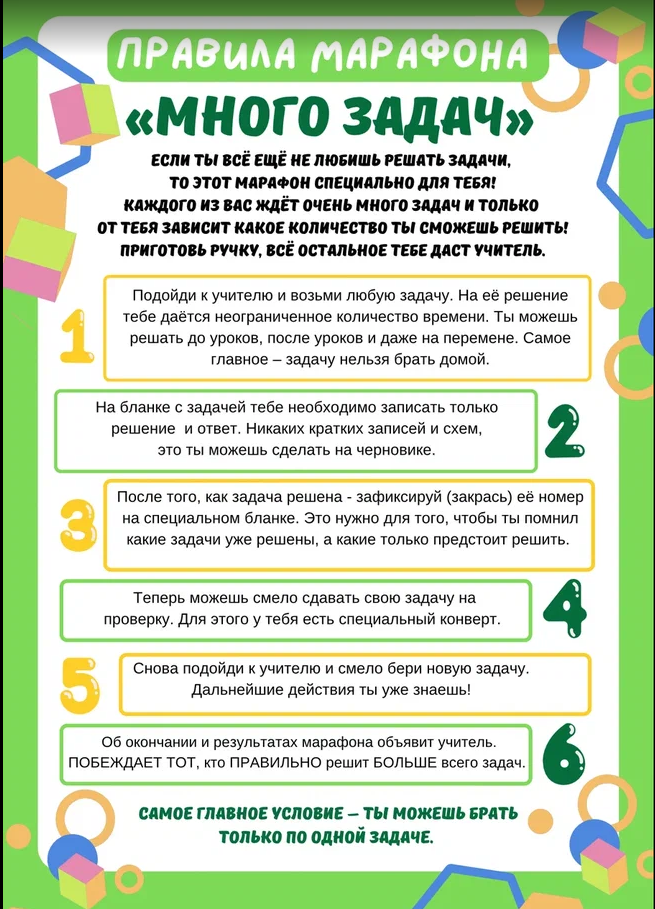 ПРАВИЛА МАРАФОНА
«МНОГО ЗАДАЧ»
ЕСЛИ ТЫ ВСЁ ЕЩЁ НЕ ЛЮБИШЬ РЕШАТЬ ЗАДАЧИ,
ТО ЭТОТ МАРАФОН СПЕЦИАЛЬНО ДЛЯ ТЕБЯ!
КАЖДОГО ИЗ ВАС ЖДЁТ ОЧЕНЬ МНОГО ЗАДАЧ И ТОЛЬКО
ОТ ТЕБЯ ЗАВИСИТ КАКОЕ КОЛИЧЕСТВО ТЫ СМОЖЕШЬ РЕШИТЬ!
ПРИГОТОВЬ РУЧКУ, ВСЁ ОСТАЛЬНОЕ ТЕБЕ ДАСТ УЧИТЕЛЬ.
1
Подойди к учителю и возьми любую задачу. На её решение
тебе даётся неограниченное количество времени. Ты можешь
решать до уроков, после уроков и даже на перемене. Самое
главное – задачу нельзя брать домой.
2
На бланке с задачей тебе необходимо записать только
решение и ответ. Никаких кратких записей и схем,
это ты можешь сделать на черновике.
3
После того, как задача решена - зафиксируй (закрась) её номер
на специальном бланке. Это нужно для того, чтобы ты помнил
какие задачи уже решены, а какие только предстоит решить.
4
Теперь можешь смело сдавать свою задачу на
проверку. Для этого у тебя есть специальный конверт.
5
Снова подойди к учителю и смело бери новую задачу.
Дальнейшие действия ты уже знаешь!
6
Об окончании и результатах марафона объявит учитель.
ПОБЕЖДАЕТ ТОТ, кто ПРАВИЛЬНО решит БОЛЬШЕ всего задач.
САМОЕ ГЛАВНОЕ УСЛОВИЕ – ТЫ МОЖЕШЬ БРАТЬ
ТОЛЬКО ПО ОДНОЙ ЗАДАЧЕ.